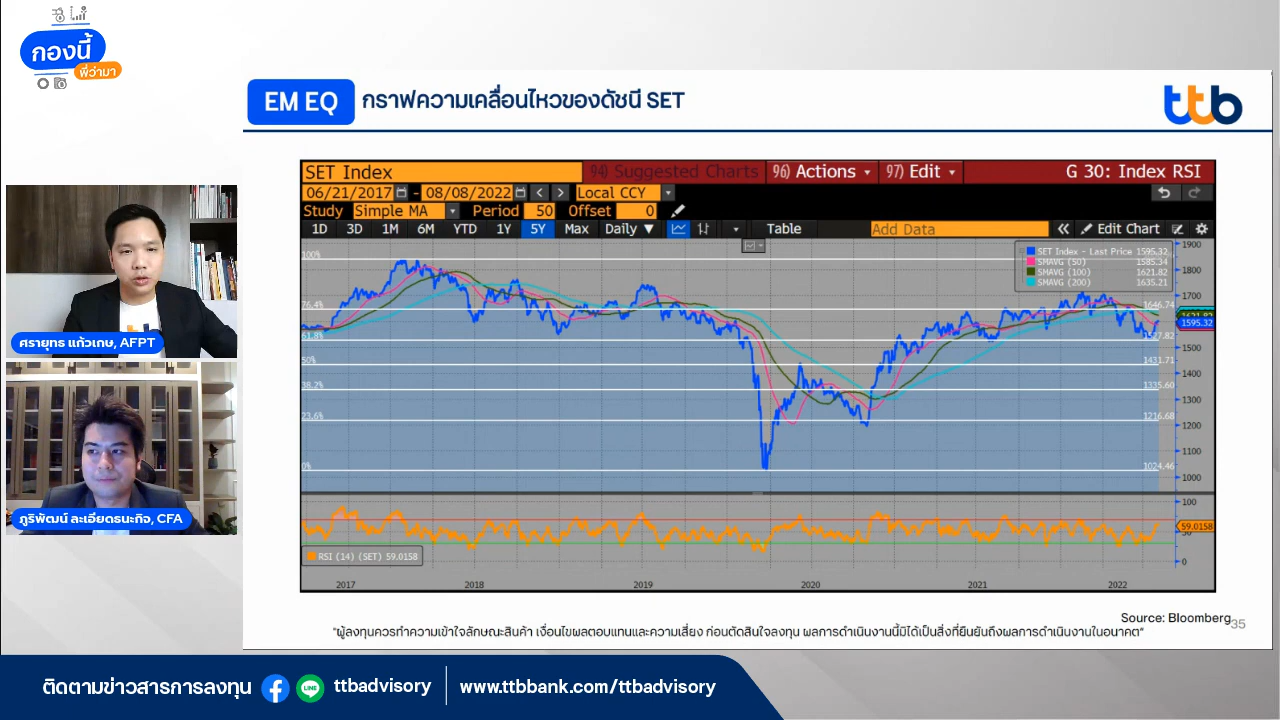 กองนี้
พี่ว่ามา
EM EQ กราฟความเคลื่อนไหวของดัชนี SET
ttb
SET Index 94) Suggested Charts 96) Actions 97) Edit G 30: Index RSI
06/21/2017 - 08/08/2022 < > Local CCY
Study Simple MA Period 50 Offset 0
1D 3D 1M 6M YTD 1Y 5Y Max Daily ▼ Table Add Data « Edit Chart
SET Index - Last Price 1595.32
SMAVG (50) 1585.34
SMAVG (100) 1621.82
SMAVG (200) 1635.21
100%
76.4% 1646.74
61.8% 1527.82
50% 1431.71
38.2% 1335.60
23.6% 1216.68
0% 1024.46
1900
1800
1700
1621.82
1595.32
1500
1400
1300
1200
1100
1000
100
59.0158
50
0
RSI (14) (SET) 59.0158
2017 2018 2019 2020 2021 2022
ttb
ศรายุทธ แก้วเกษ, AFPT
ภูริพัฒน์ ละเอียดธนะกิจ, CFA
Source: Bloomberg
35
"ผู้ลงทุนควรทำความเข้าใจลักษณะสินค้า เงื่อนไขผลตอบแทนและความเสี่ยง ก่อนตัดสินใจลงทุน ผลการดำเนินงานนี้มิได้เป็นสิ่งที่ยืนยันถึงผลการดำเนินงานในอนาคต"
ติดตามข่าวสารการลงทุน f LINE ttbadvisory www.ttbbank.com/ttbadvisory